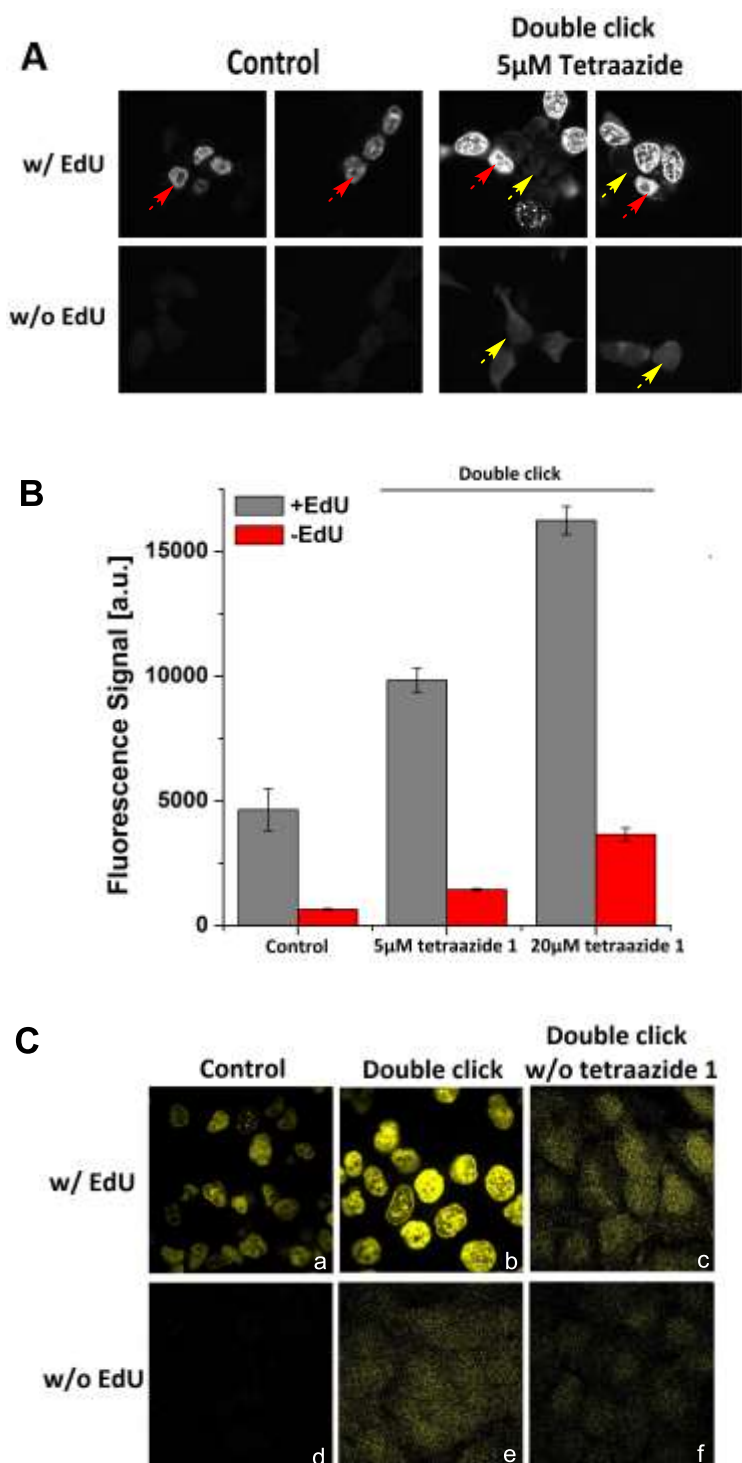 A
Control
Double click
5μM Tetraazide
w/ EdU
w/o EdU
B
Double click
+EdU
-EdU
Fluorescence Signal [a.u.]
15000
10000
5000
0
Control
5μM tetraazide 1
20μM tetraazide 1
C
Control
Double click
Double click
w/o tetraazide 1
w/ EdU
a
b
c
w/o EdU
d
e
f